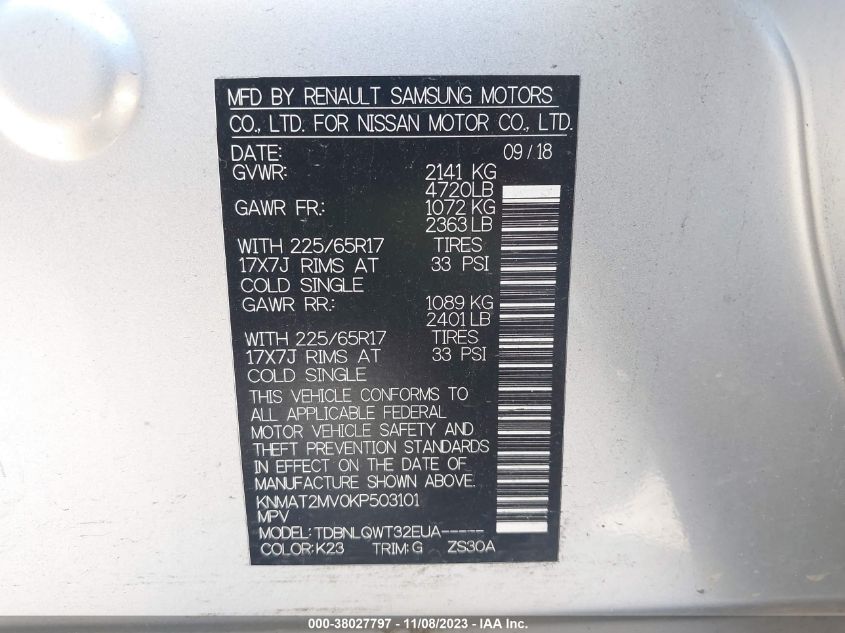 MFD BY RENAULT SAMSUNG MOTORS
CO., LTD. FOR NISSAN MOTOR CO., LTD.
DATE: 09/18
GVWR: 2141 KG
4720LB
GAWR FR.: 1072 KG
2363 LB
WITH 225/65R17 TIRES
17X7J RIMS AT 33 PSI
COLD SINGLE
GAWR RR.: 1089 KG
2401 LB
WITH 225/65R17 TIRES
17X7J RIMS AT 33 PSI
COLD SINGLE
THIS VEHICLE CONFORMS TO
ALL APPLICABLE FEDERAL
MOTOR VEHICLE SAFETY AND
THEFT PREVENTION STANDARDS
IN EFFECT ON THE DATE OF
MANUFACTURE SHOWN ABOVE.
KNMAT2MV0KP503101
MPV
MODEL: TDBNLQWT32EUA-----
COLOR: K23 TRIM: G ZS30A
000-38027797 - 11/08/2023 - IAA Inc.